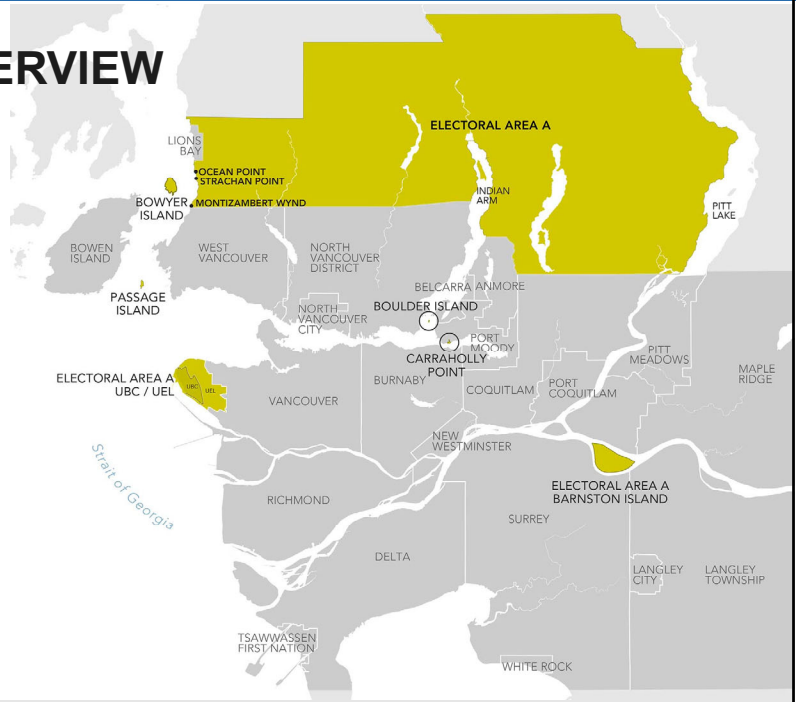 ERVIEW
ELECTORAL AREA A
LIONS
BAY
OCEAN POINT
STRACHAN POINT
BOWYER
ISLAND
MONTIZAMBERT WYND
INDIAN
ARM
PITT
LAKE
BOWEN
ISLAND
WEST
VANCOUVER
NORTH
VANCOUVER
DISTRICT
PASSAGE
ISLAND
BELCARRA
ANMORE
BOULDER ISLAND
NORTH
VANCOUVER
CITY
PORT
MOODY
CARRAHOLLY
POINT
PITT
MEADOWS
MAPLE
RIDGE
ELECTORAL AREA A
UBC / UEL
UBC
UEL
VANCOUVER
BURNABY
COQUITLAM
PORT
COQUITLAM
NEW
WESTMINSTER
Strait of Georgia
ELECTORAL AREA A
BARNSTON ISLAND
RICHMOND
SURREY
DELTA
LANGLEY
CITY
LANGLEY
TOWNSHIP
TSAWWASSEN
FIRST NATION
WHITE ROCK